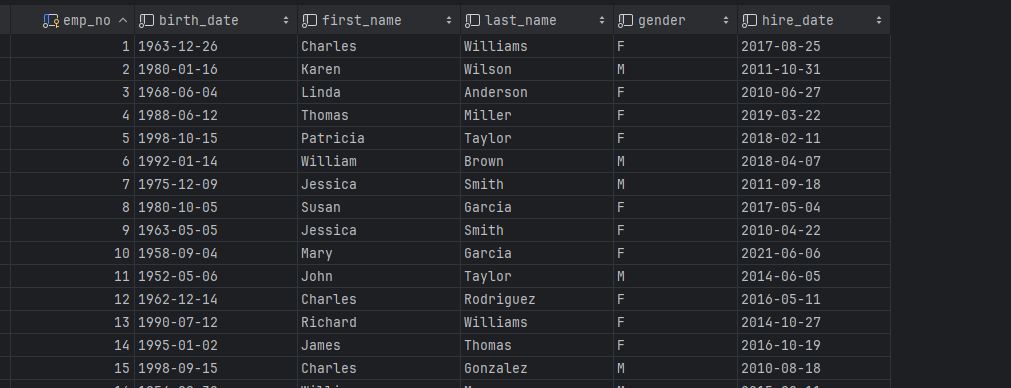 emp_no birth_date first_name last_name gender hire_date
1 1963-12-26 Charles Williams F 2017-08-25
2 1980-01-16 Karen Wilson M 2011-10-31
3 1968-06-04 Linda Anderson F 2010-06-27
4 1988-06-12 Thomas Miller F 2019-03-22
5 1998-10-15 Patricia Taylor F 2018-02-11
6 1992-01-14 William Brown M 2018-04-07
7 1975-12-09 Jessica Smith M 2011-09-18
8 1980-10-05 Susan Garcia F 2017-05-04
9 1963-05-05 Jessica Smith F 2010-04-22
10 1958-09-04 Mary Garcia F 2021-06-06
11 1952-05-06 John Taylor M 2014-06-05
12 1962-12-14 Charles Rodriguez F 2016-05-11
13 1990-07-12 Richard Williams F 2014-10-27
14 1995-01-02 James Thomas F 2016-10-19
15 1998-09-15 Charles Gonzalez M 2010-08-18